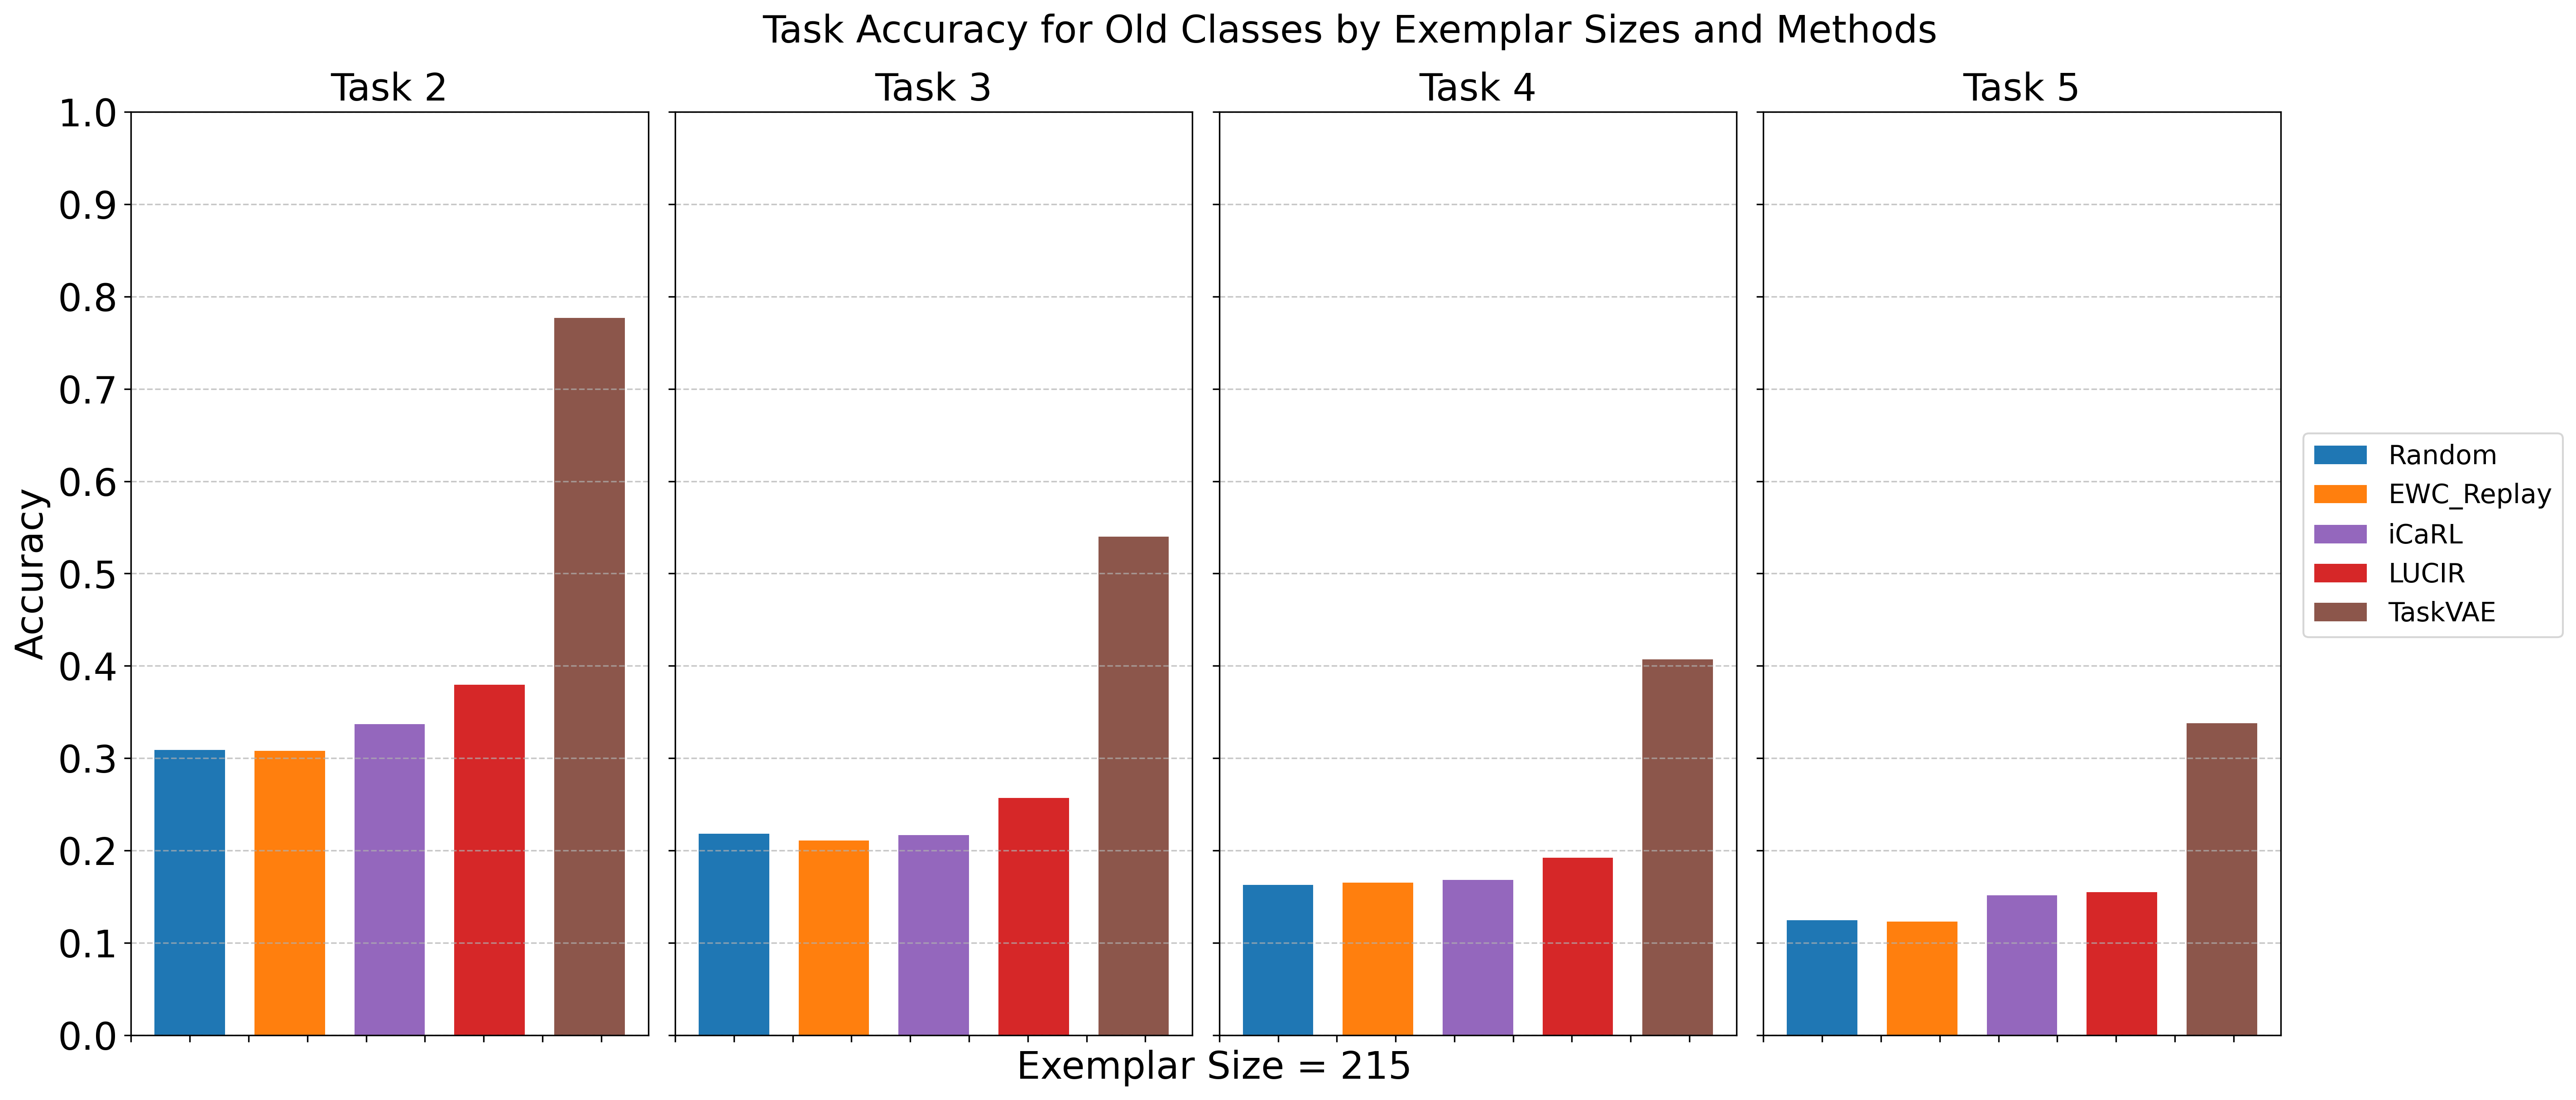 Task Accuracy for Old Classes by Exemplar Sizes and Methods
Task 2
Task 3
Task 4
Task 5
1.0
0.9
0.8
0.7
0.6
0.5
0.4
0.3
0.2
0.1
0.0
Accuracy
Exemplar Size = 215
Random
EWC_Replay
iCaRL
LUCIR
TaskVAE